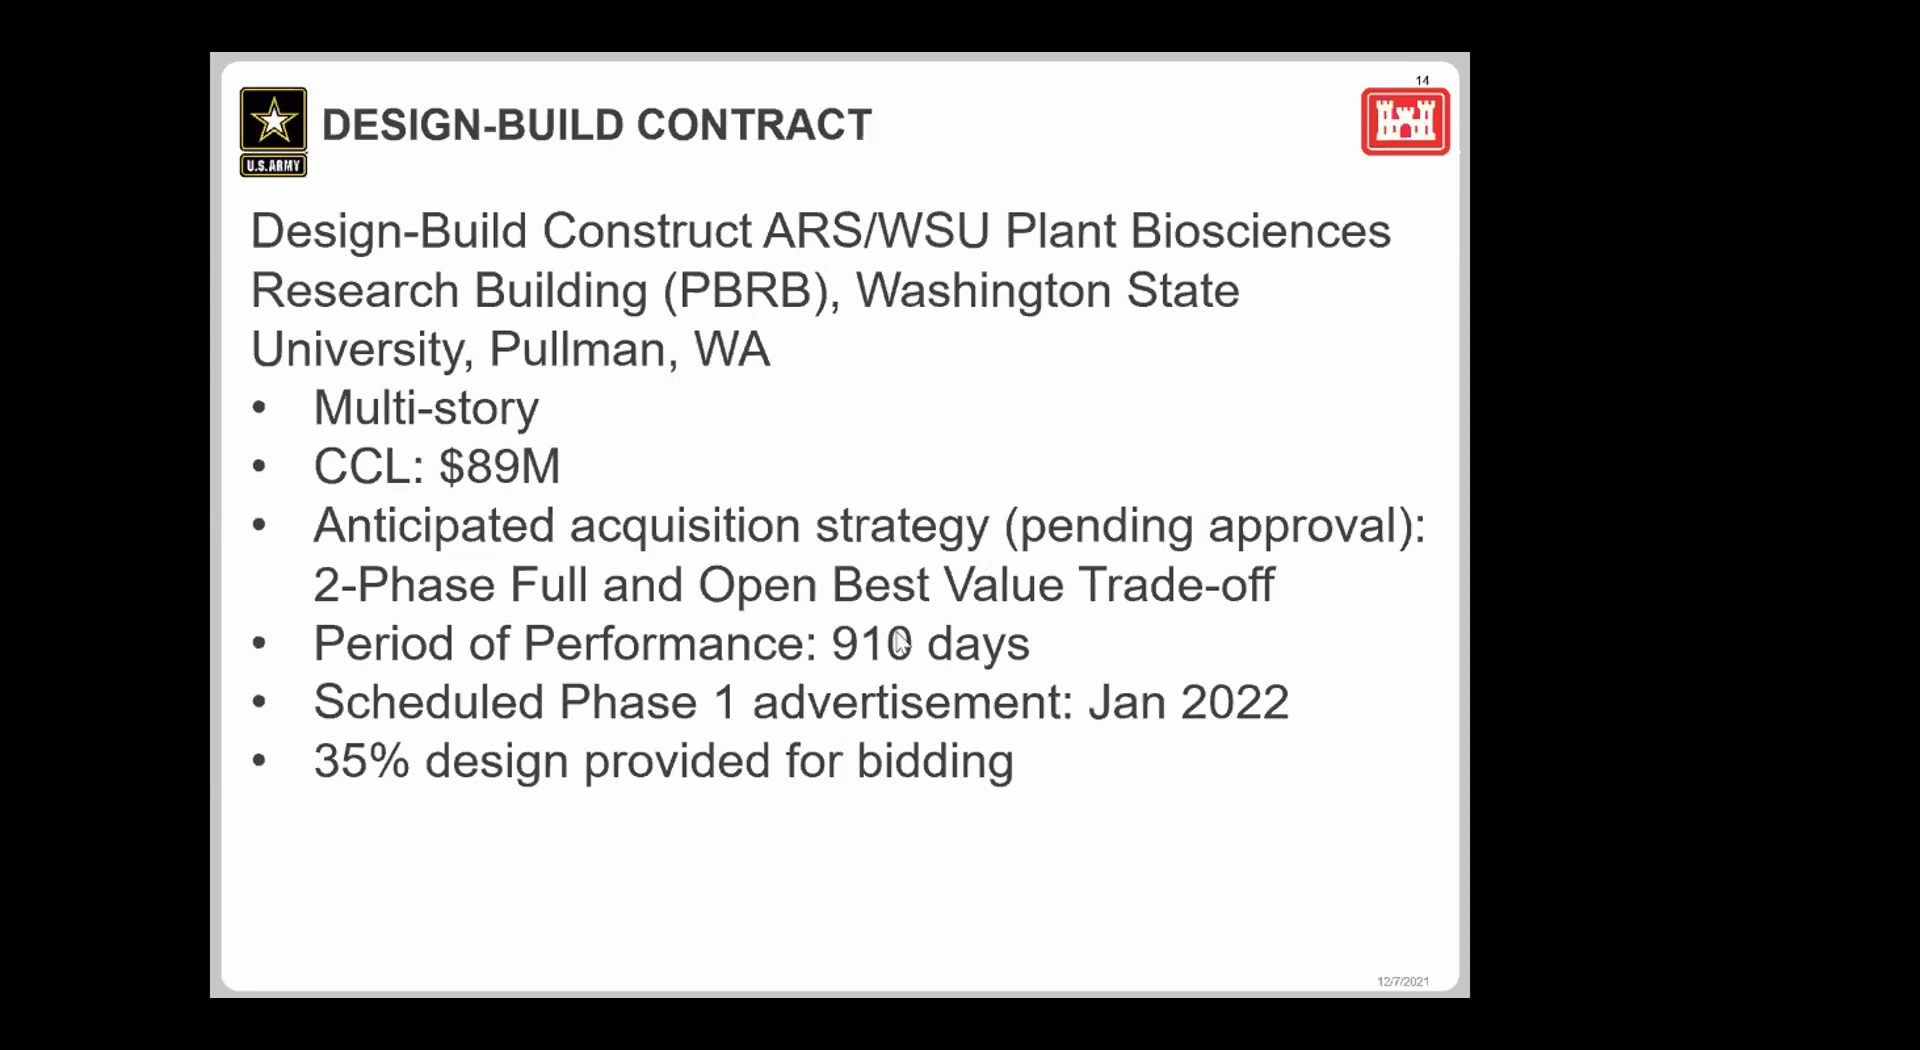 14
DESIGN-BUILD CONTRACT
U.S.ARMY
Design-Build Construct ARS/WSU Plant Biosciences
Research Building (PBRB), Washington State
University, Pullman, WA
• Multi-story
• CCL: $89M
• Anticipated acquisition strategy (pending approval):
2-Phase Full and Open Best Value Trade-off
• Period of Performance: 910 days
• Scheduled Phase 1 advertisement: Jan 2022
• 35% design provided for bidding
12/7/2021